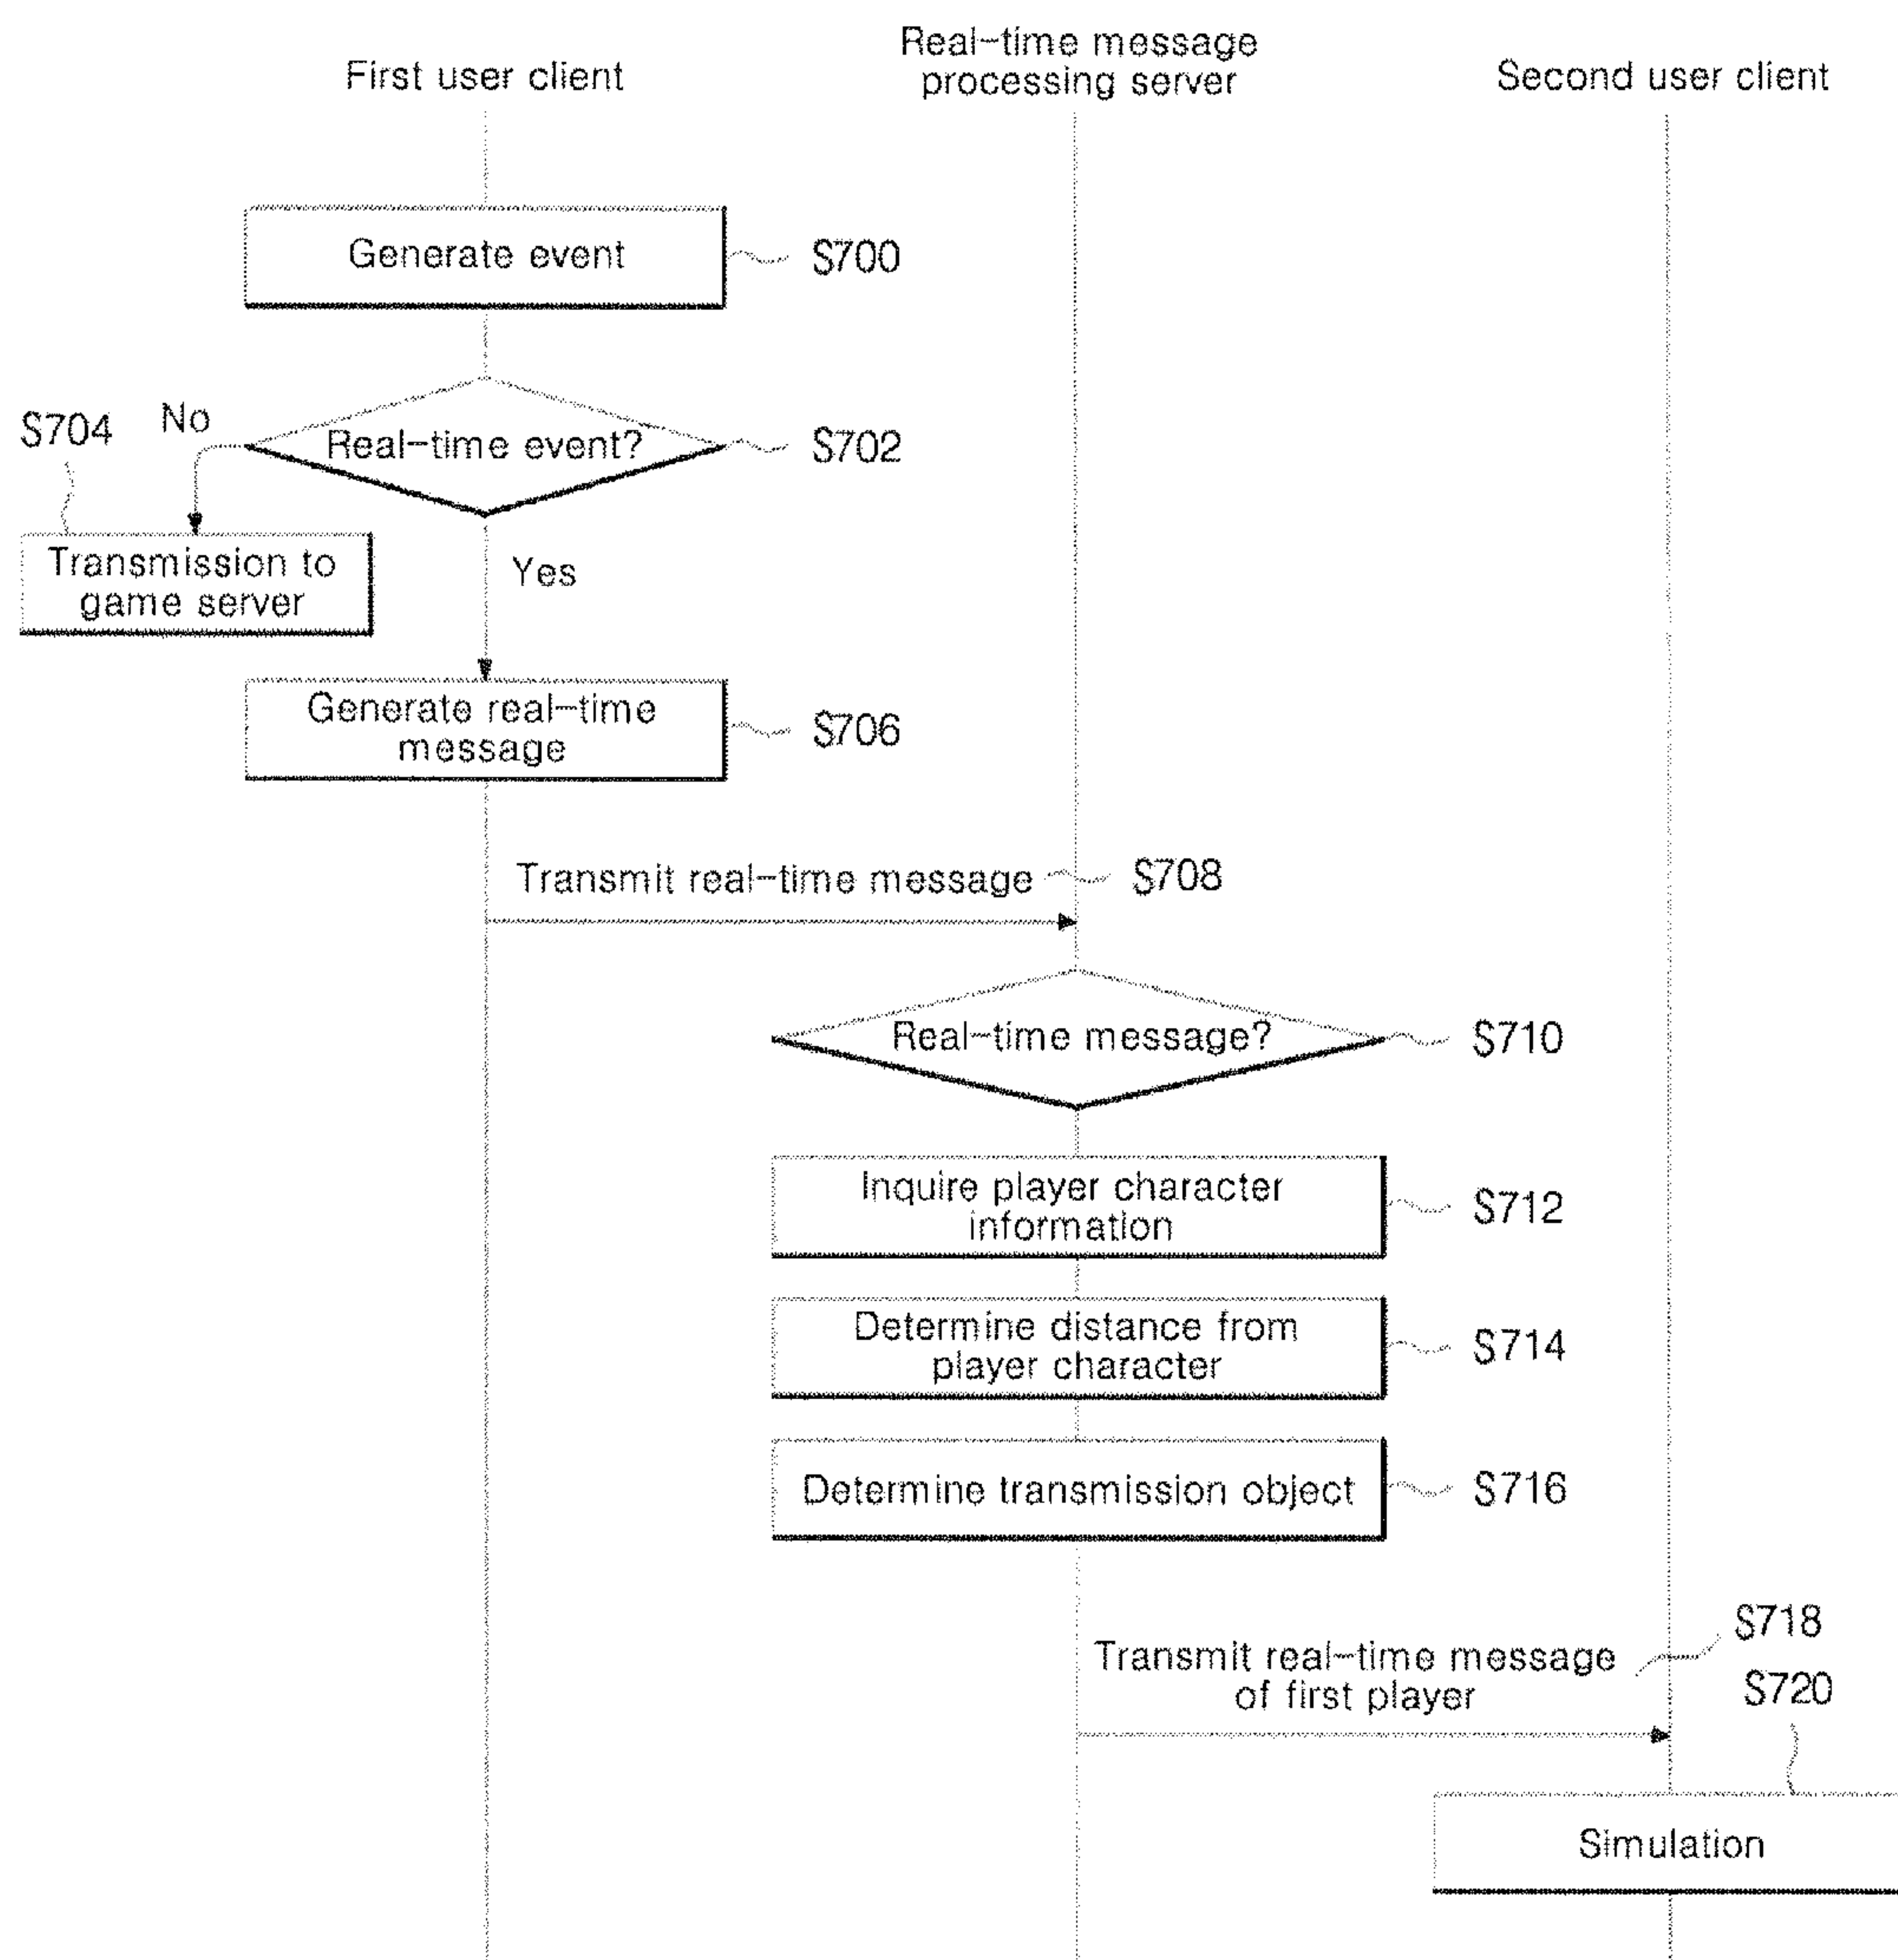 First user client
Real-time message
processing server
Second user client
Generate event
S700
S704
No
Real-time event?
S702
Transmission to
game server
Yes
Generate real-time
message
S706
Transmit real-time message
S708
Real-time message?
S710
Inquire player character
information
S712
Determine distance from
player character
S714
Determine transmission object
S716
Transmit real-time message
of first player
S718
S720
Simulation